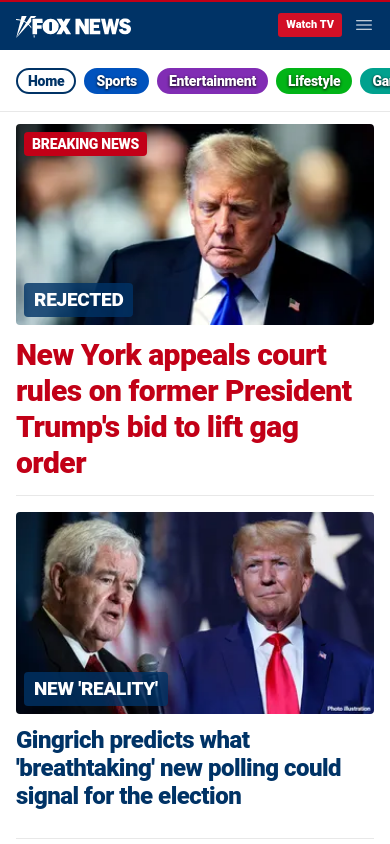 FOX NEWS
Watch TV
Home Sports Entertainment Lifestyle Ga
BREAKING NEWS
REJECTED
New York appeals court
rules on former President
Trump's bid to lift gag
order
NEW 'REALITY'
Photo illustration
Gingrich predicts what
'breathtaking' new polling could
signal for the election